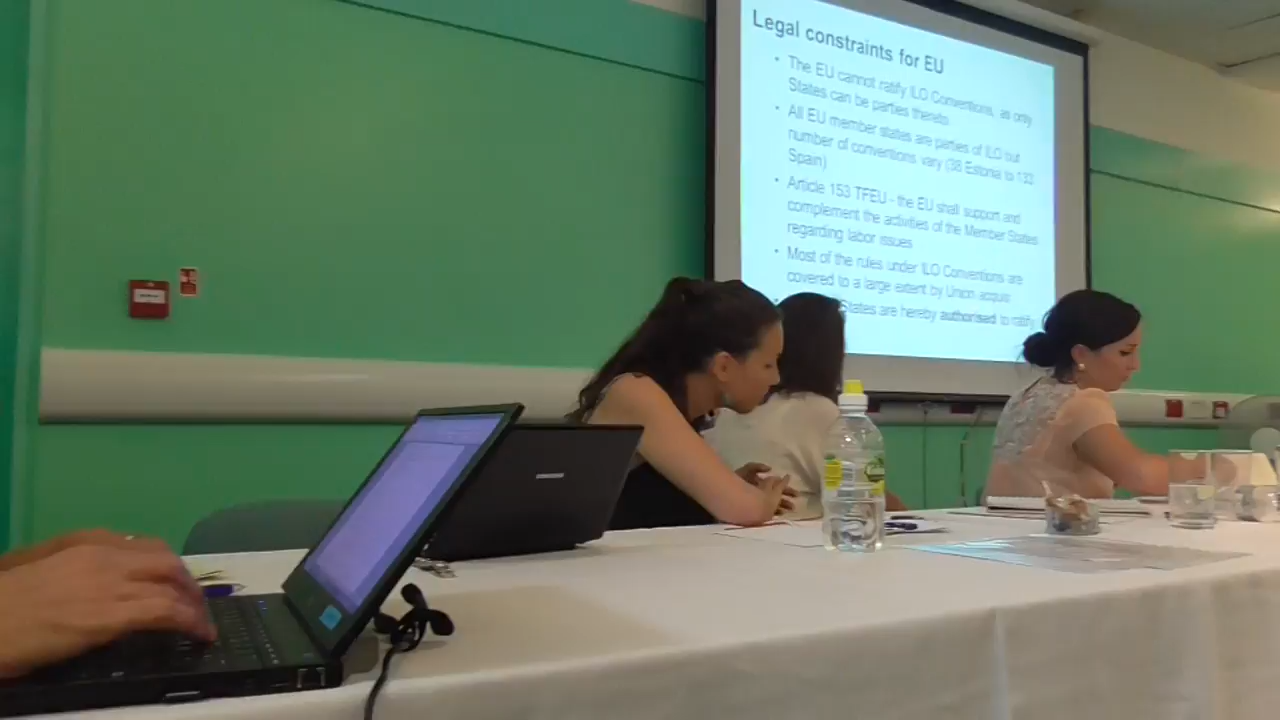 Legal constraints for EU
• The EU cannot ratify ILO Conventions, as only
States can be parties thereto
• All EU member states are parties of ILO but
number of conventions vary (38 Estonia to 133
Spain)
• Article 153 TFEU - the EU shall support and
complement the activities of the Member States
regarding labor issues
• Most of the rules under ILO Conventions are
covered to a large extent by Union acquis
States are hereby authorised to ratify
SAMSUNG